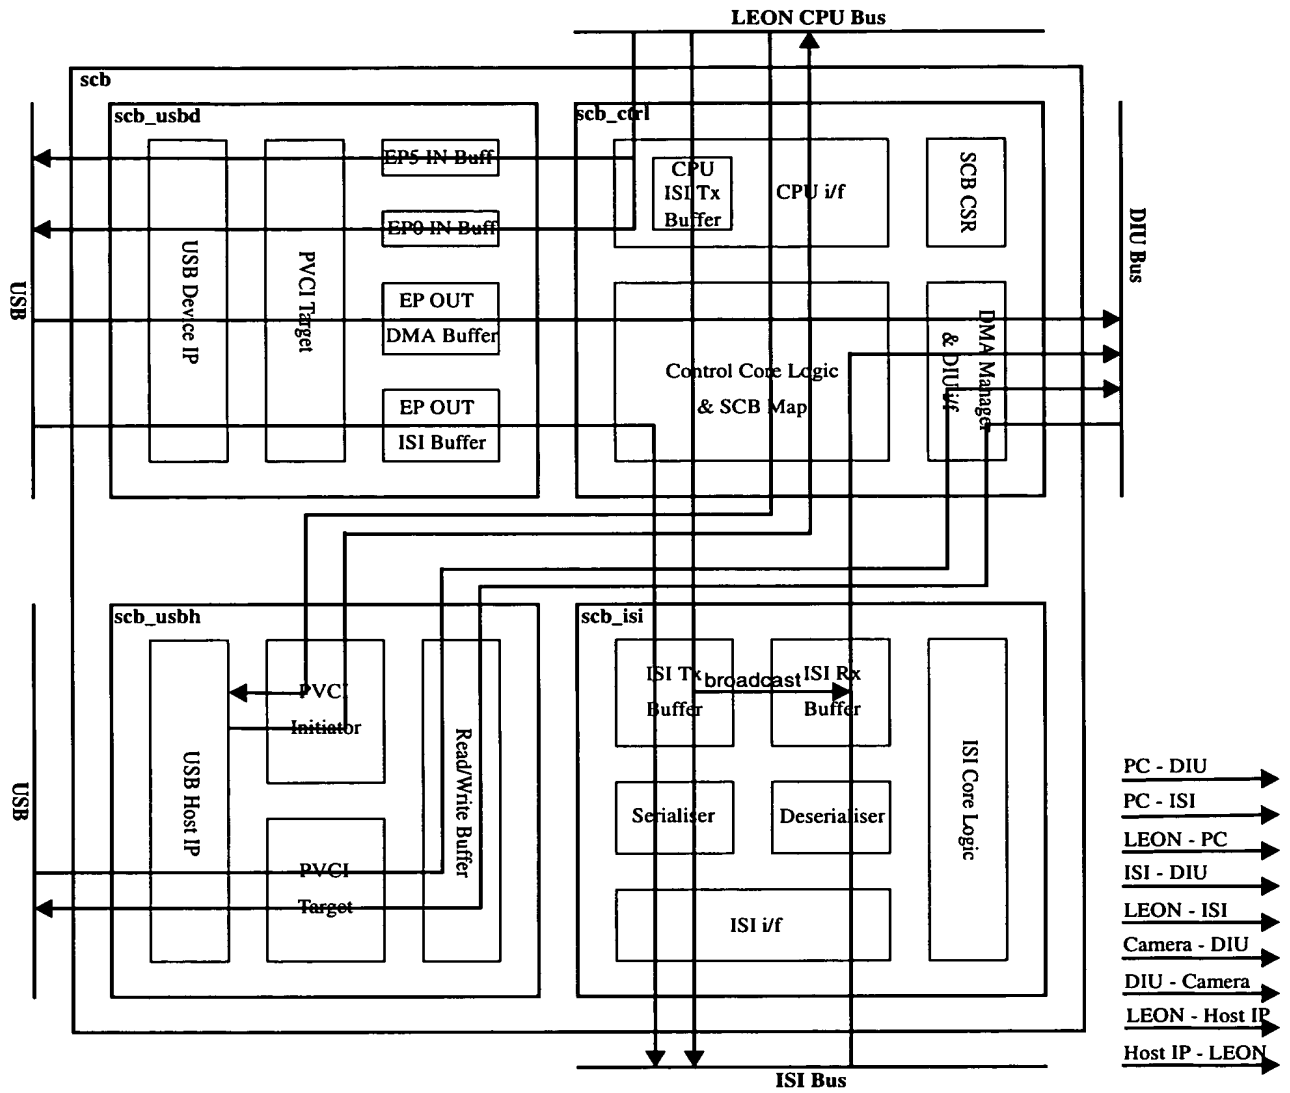 LEON CPU Bus
scb
scb_usbd
EP5 IN Buff
EP0 IN Buff
EP OUT
DMA Buffer
EP OUT
ISI Buffer
USB Device IP
PVCI Target
USB
scb_ctrl
CPU
ISI Tx
Buffer
CPU i/f
SCB CSR
Control Core Logic
& SCB Map
DMA Manager
& DIU i/f
DIU Bus
scb_usbh
USB
USB Host IP
PVCI
Initiator
PVCI
Target
Read/Write Buffer
scb_isi
ISI Tx
Buffer
broadcast
ISI Rx
Buffer
Serialiser
Deserialiser
ISI i/f
ISI Core Logic
ISI Bus
PC - DIU
PC - ISI
LEON - PC
ISI - DIU
LEON - ISI
Camera - DIU
DIU - Camera
LEON - Host IP
Host IP - LEON